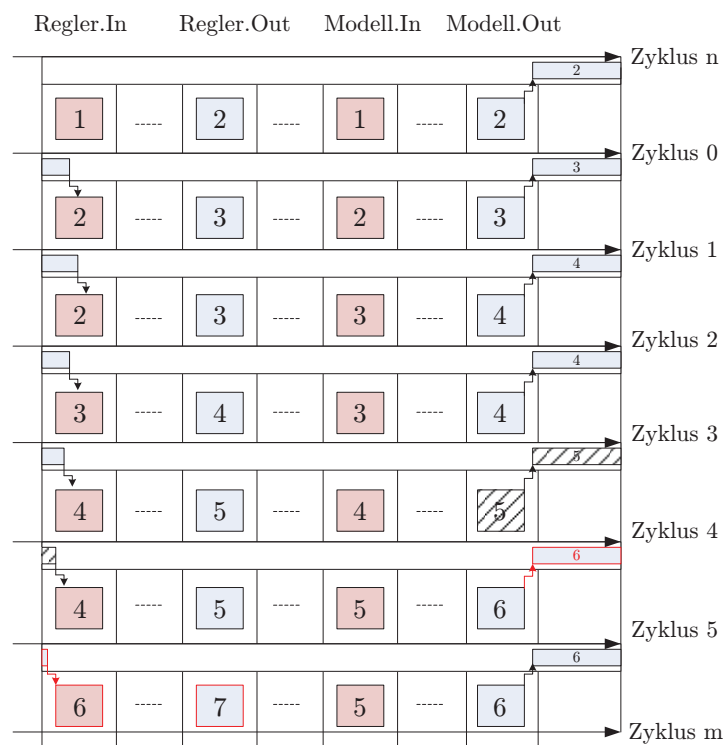 Regler.In Regler.Out Modell.In Modell.Out
Zyklus n
2
1 ----- 2 ----- 1 ----- 2
Zyklus 0
3
2 ----- 3 ----- 2 ----- 3
Zyklus 1
4
2 ----- 3 ----- 3 ----- 4
Zyklus 2
4
3 ----- 4 ----- 3 ----- 4
Zyklus 3
5
4 ----- 5 ----- 4 ----- 5
Zyklus 4
6
4 ----- 5 ----- 5 ----- 6
Zyklus 5
6
6 ----- 7 ----- 5 ----- 6
Zyklus m